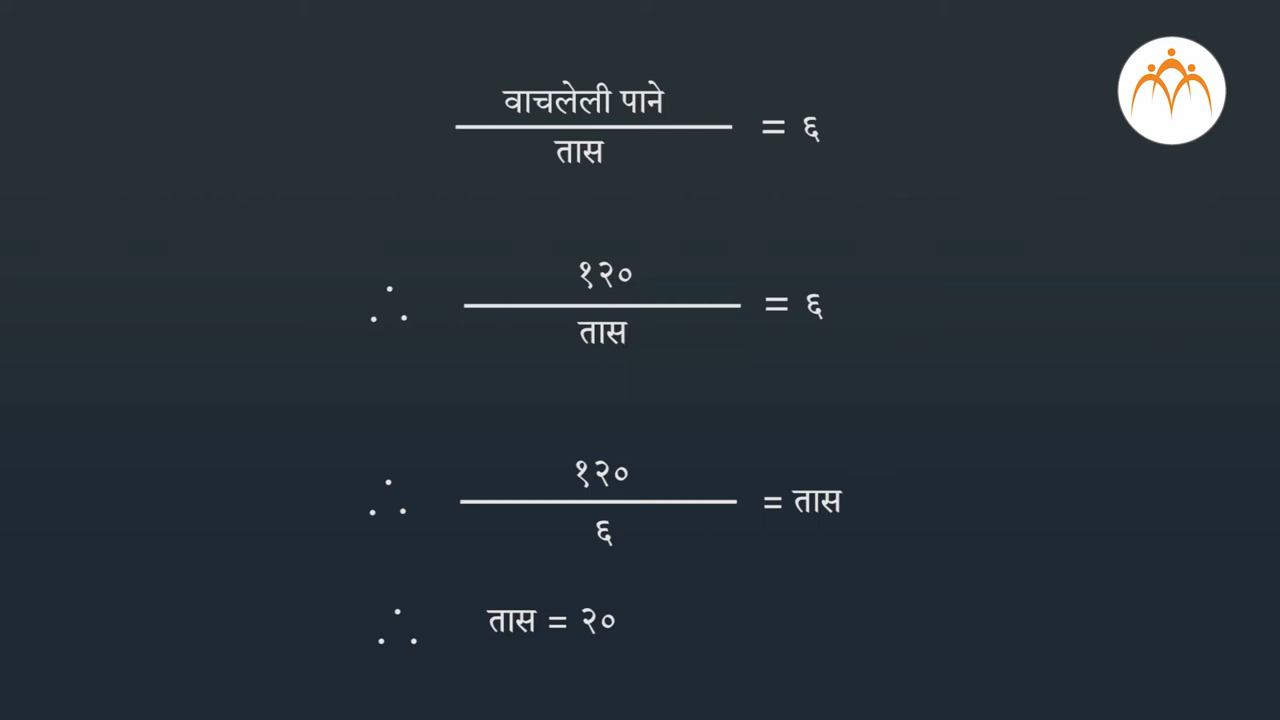 वाचलेली पाने
तास
= ६
∴ १२०
तास
= ६
∴ १२०
६
= तास
∴ तास = २०